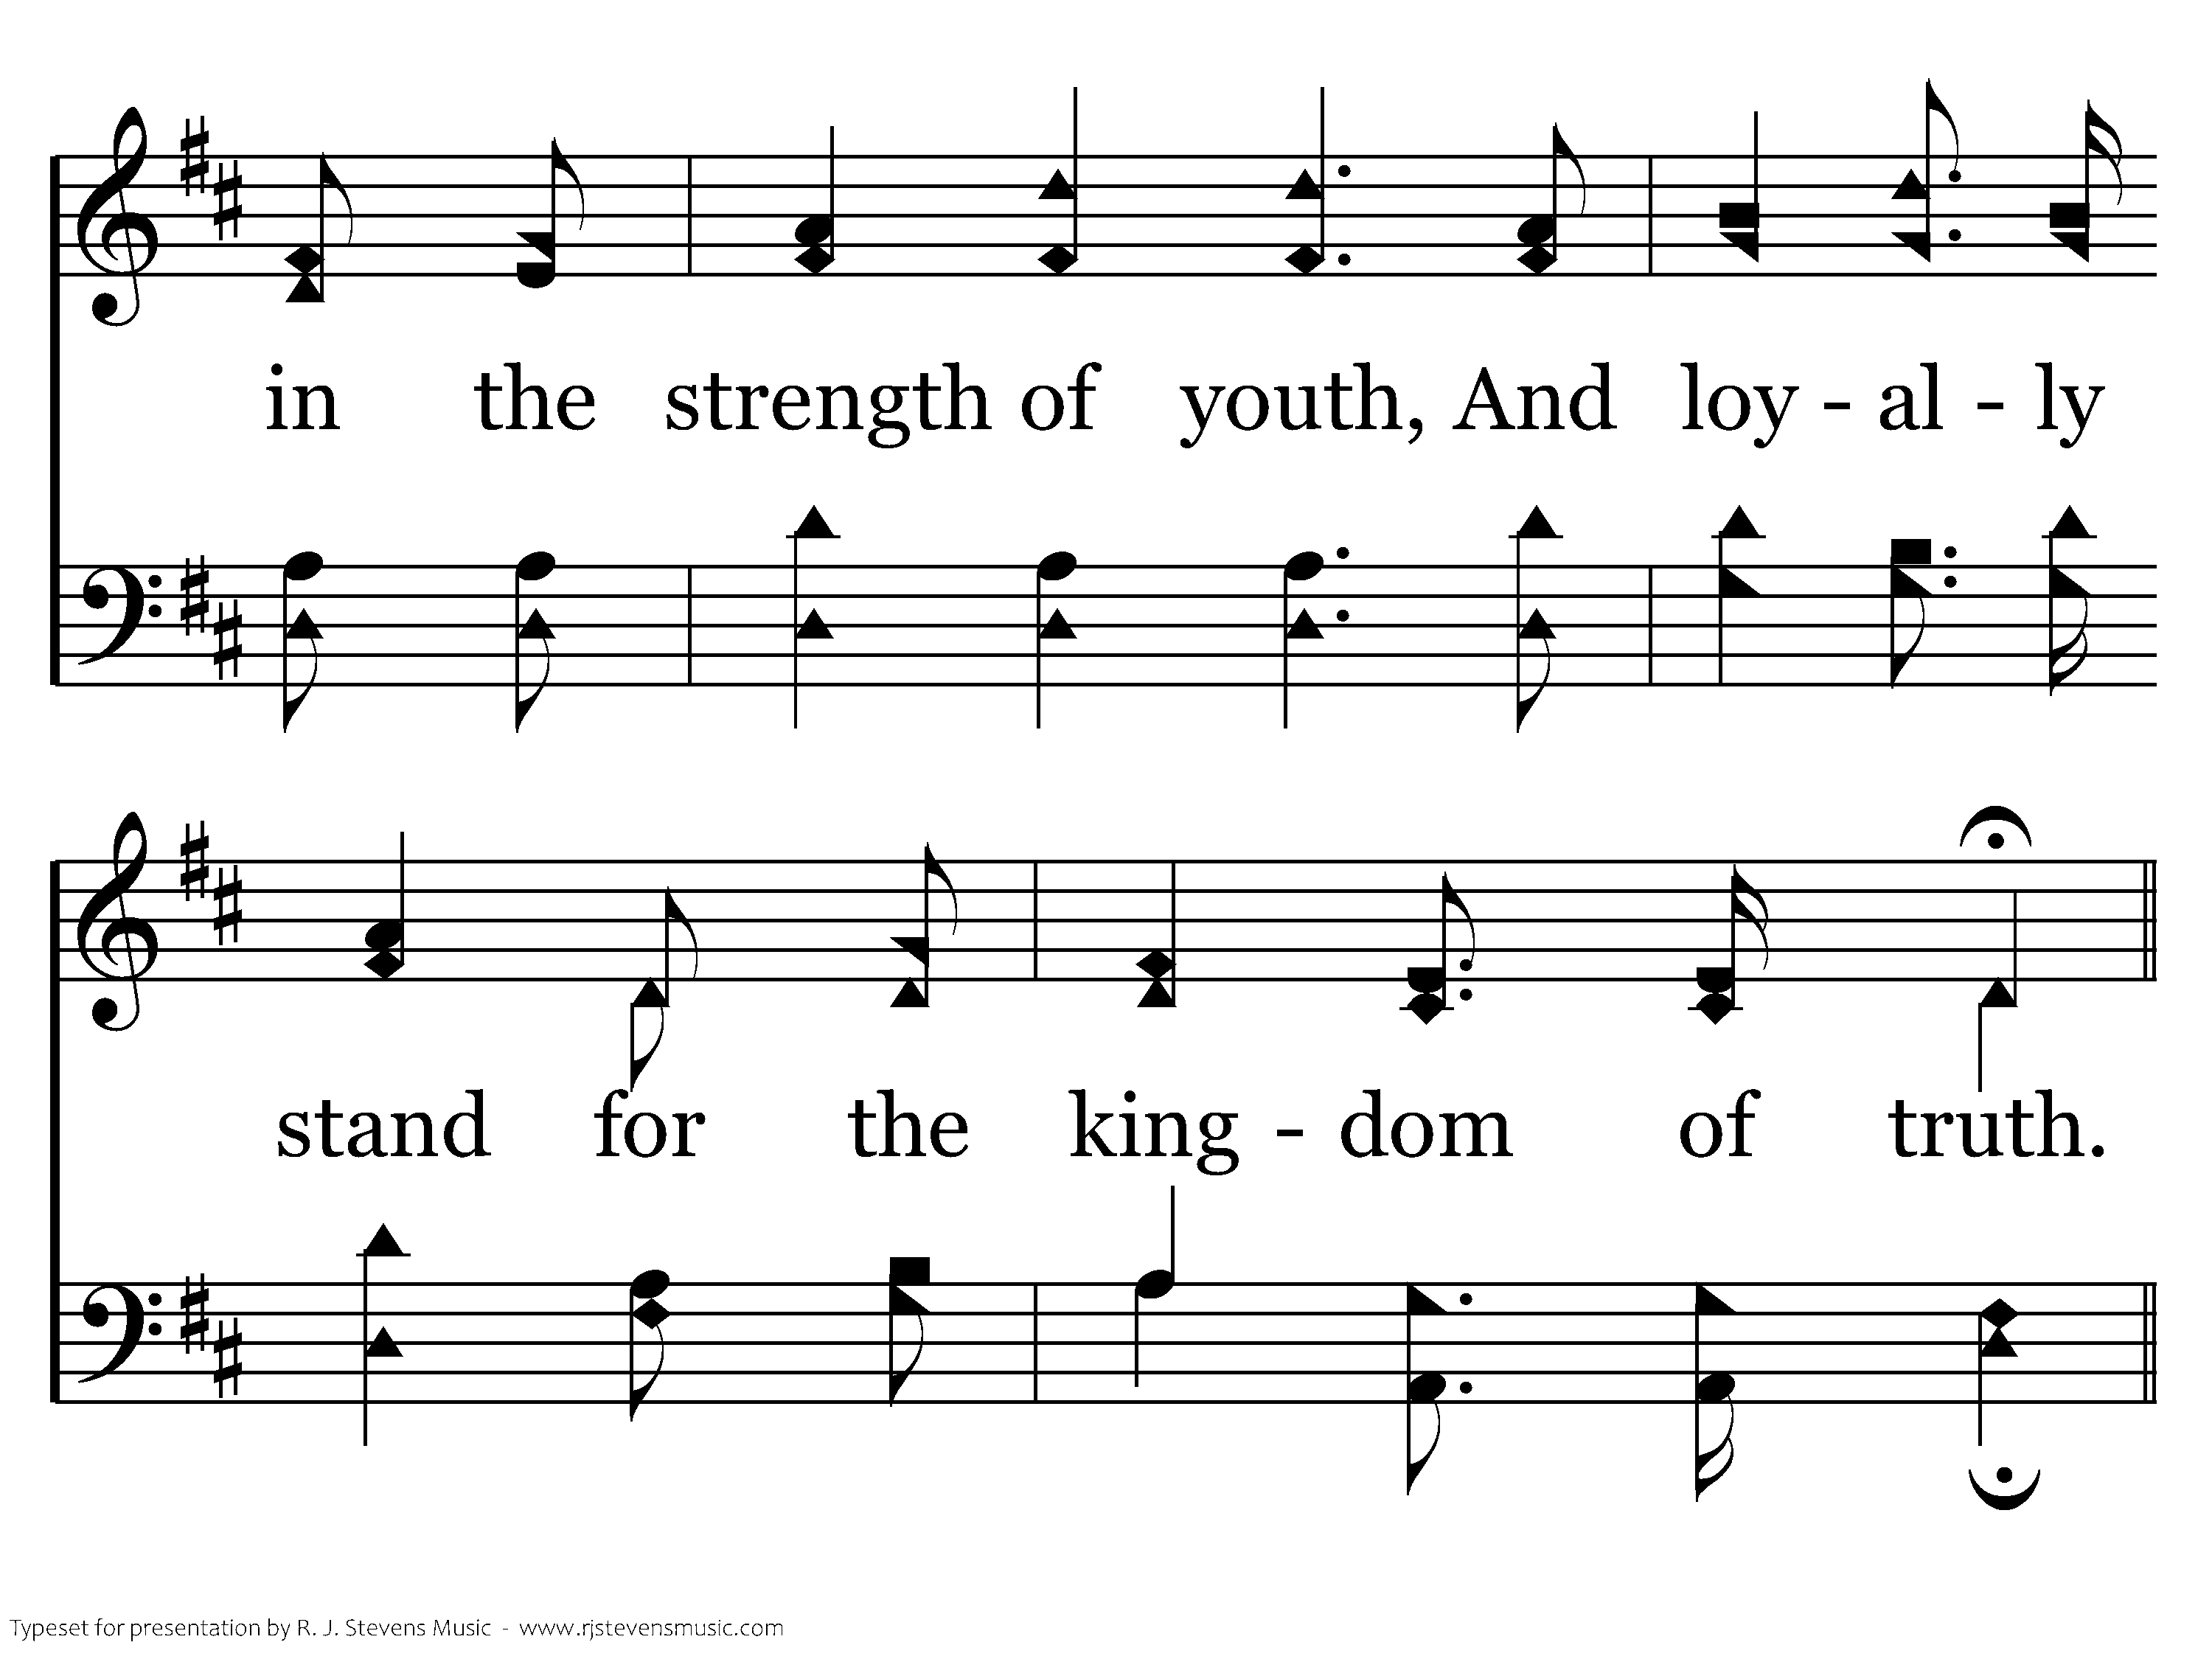 in the strength of youth, And loy - al - ly
stand for the king - dom of truth.
Typeset for presentation by R. J. Stevens Music - www.rjstevensmusic.com